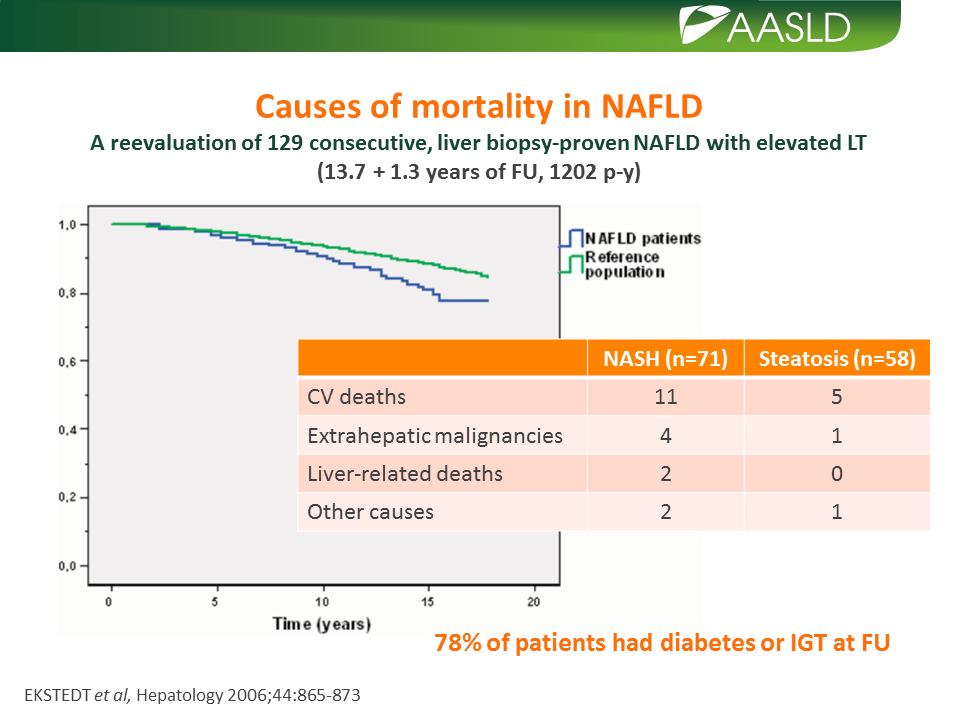 AASLD
Causes of mortality in NAFLD
A reevaluation of 129 consecutive, liver biopsy-proven NAFLD with elevated LT
(13.7 + 1.3 years of FU, 1202 p-y)
1,0
0,8
0,6
0,4
0,2
0,0
0 5 10 15 20
Time (years)
NAFLD patients
Reference
population
NASH (n=71) Steatosis (n=58)
CV deaths 11 5
Extrahepatic malignancies 4 1
Liver-related deaths 2 0
Other causes 2 1
78% of patients had diabetes or IGT at FU
EKSTEDT et al, Hepatology 2006;44:865-873